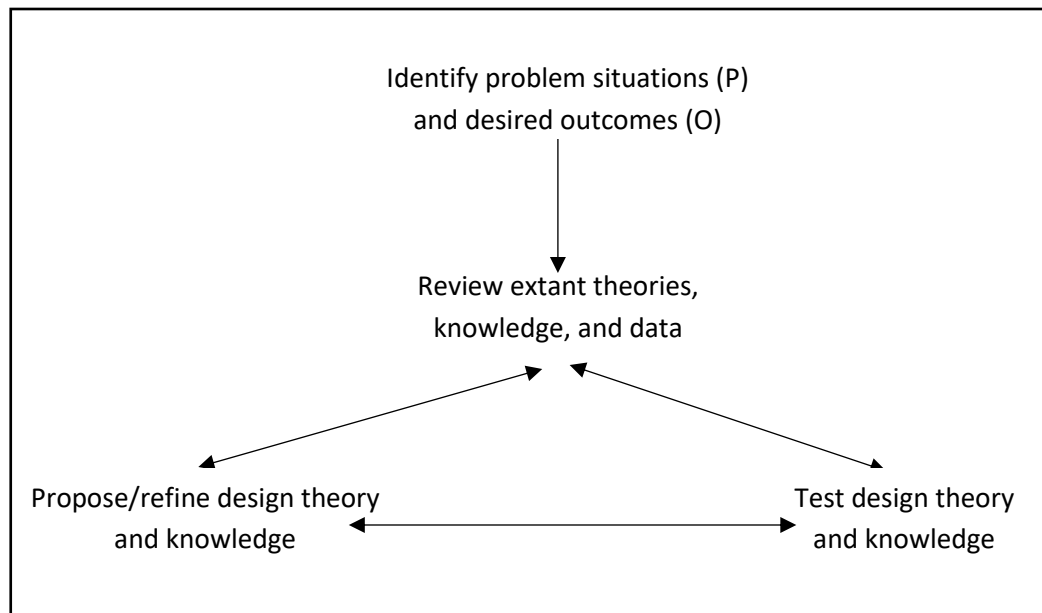 Identify problem situations (P)
and desired outcomes (O)
Review extant theories,
knowledge, and data
Propose/refine design theory
and knowledge
Test design theory
and knowledge